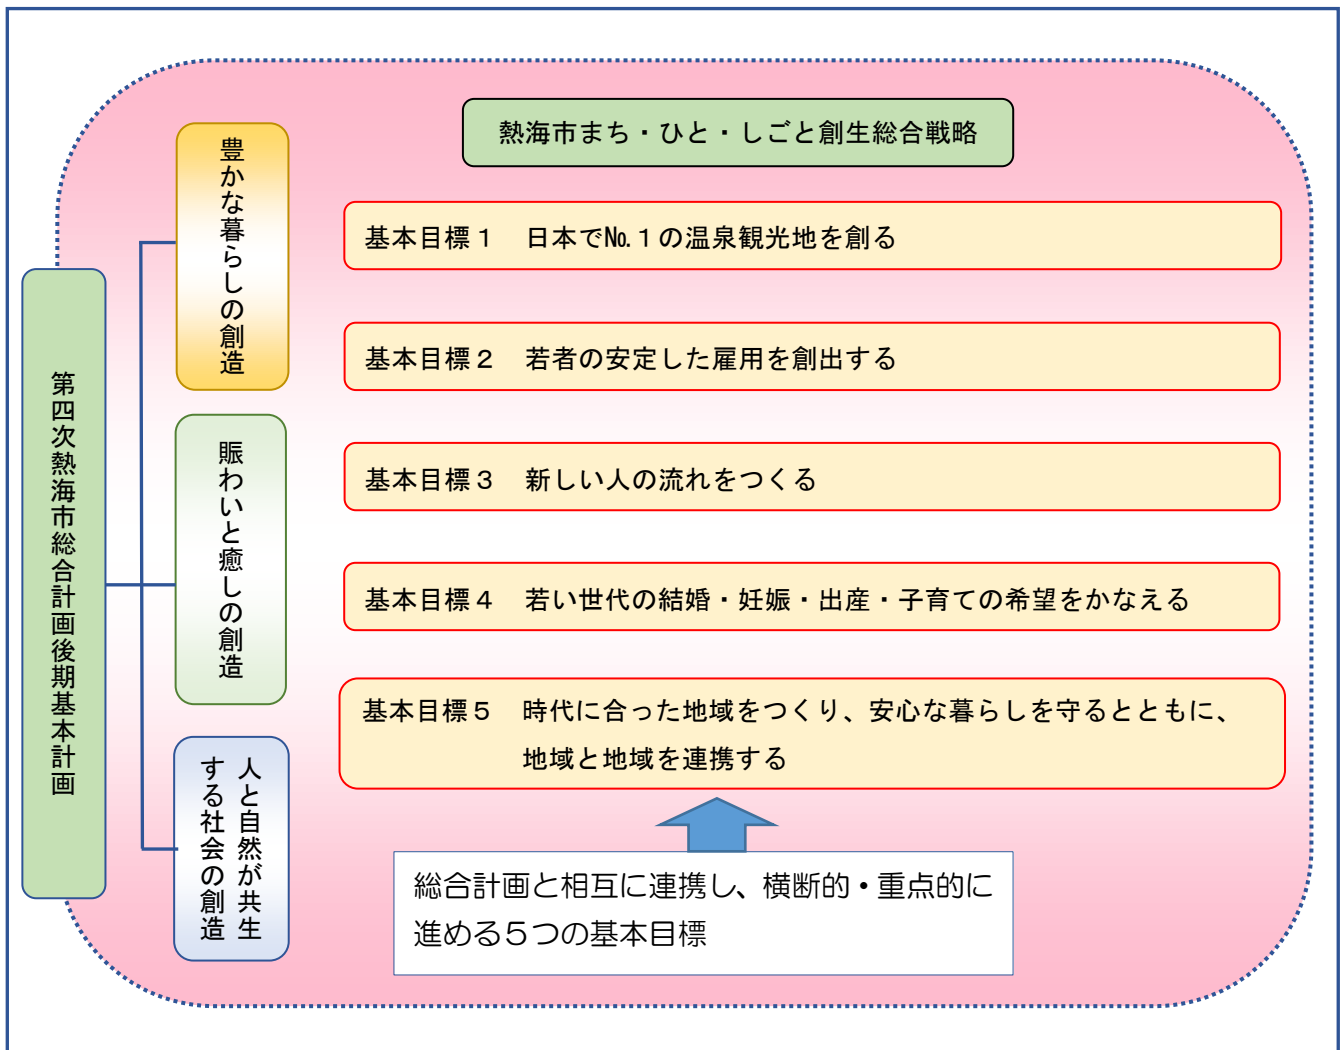 熱海市まち・ひと・しごと創生総合戦略
第四次熱海市総合計画後期基本計画
豊かな暮らしの創造
賑わいと癒しの創造
人と自然が共生
する社会の創造
基本目標１　日本で№１の温泉観光地を創る
基本目標２　若者の安定した雇用を創出する
基本目標３　新しい人の流れをつくる
基本目標４　若い世代の結婚・妊娠・出産・子育ての希望をかなえる
基本目標５　時代に合った地域をつくり、安心な暮らしを守るとともに、
地域と地域を連携する
総合計画と相互に連携し、横断的・重点的に
進める５つの基本目標